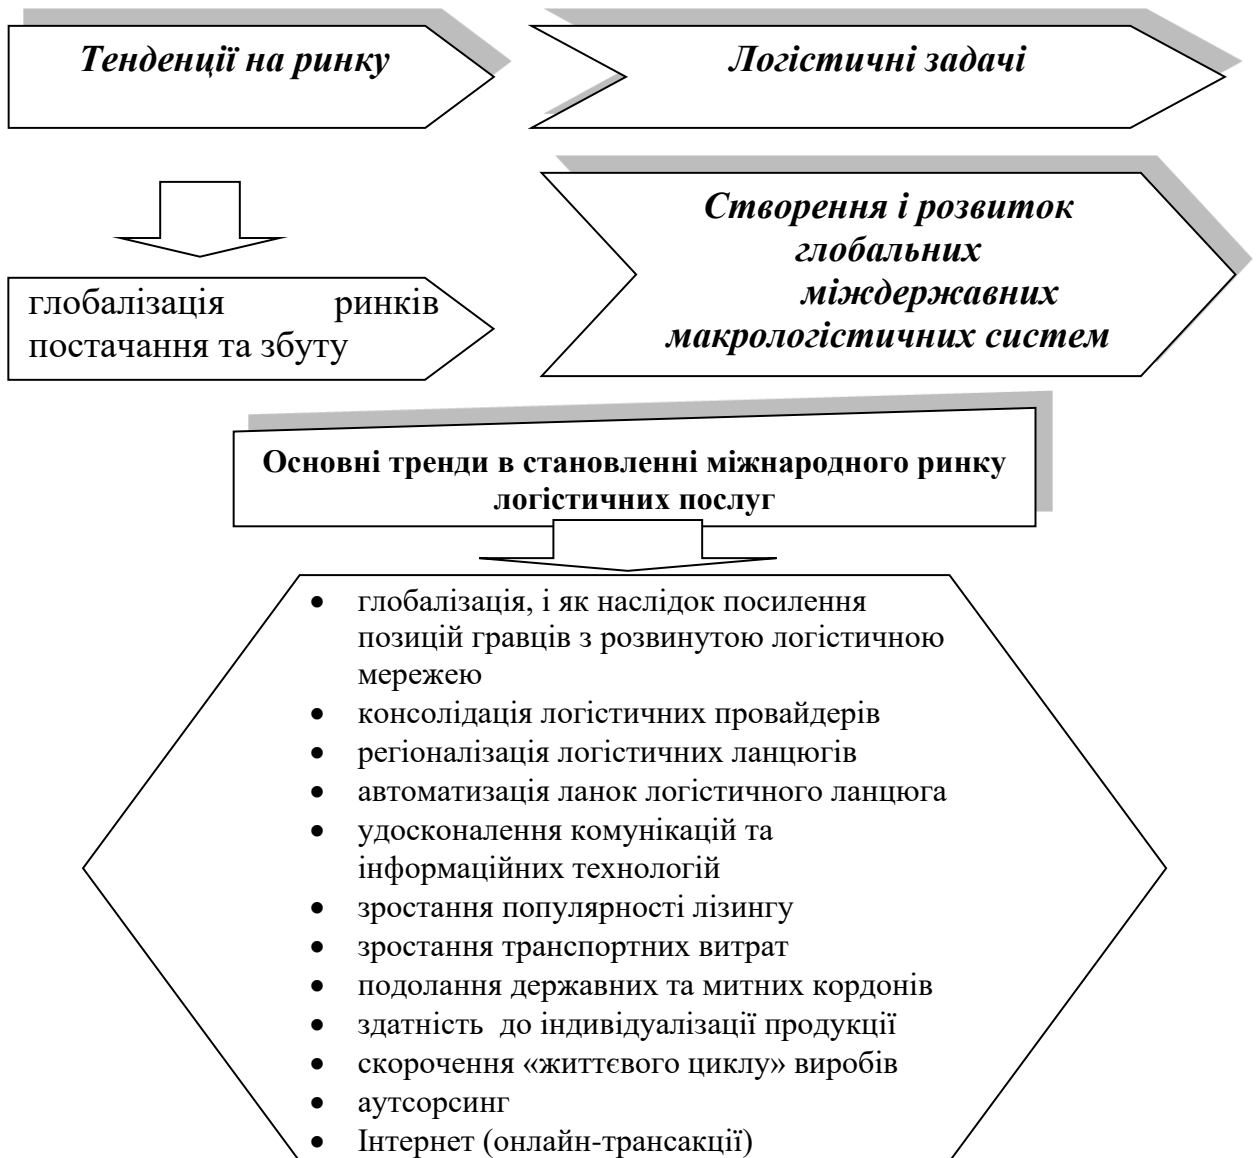 Тенденції на ринку
Логістичні задачі
Створення і розвиток
глобальних
міждержавних
макрологістичних систем
глобалізація ринків
постачання та збуту
Основні тренди в становленні міжнародного ринку
логістичних послуг
• глобалізація, і як наслідок посилення
позицій гравців з розвинутою логістичною
мережею
• консолідація логістичних провайдерів
• регіоналізація логістичних ланцюгів
• автоматизація ланок логістичного ланцюга
• удосконалення комунікацій та
інформаційних технологій
• зростання популярності лізингу
• зростання транспортних витрат
• подолання державних та митних кордонів
• здатність до індивідуалізації продукції
• скорочення «життєвого циклу» виробів
• аутсорсинг
• Інтернет (онлайн-трансакції)